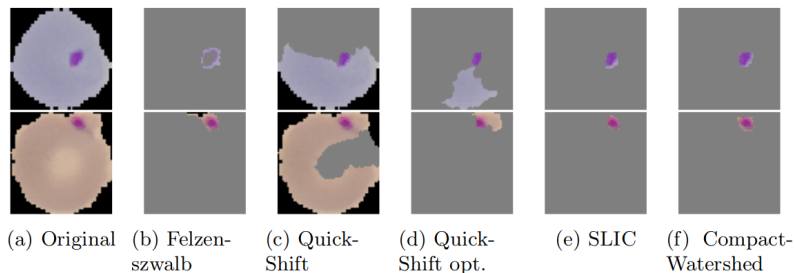 (a) Original (b) Felzen- (c) Quick- (d) Quick- (e) SLIC (f) Compact-
szwalb Shift Shift opt. Watershed